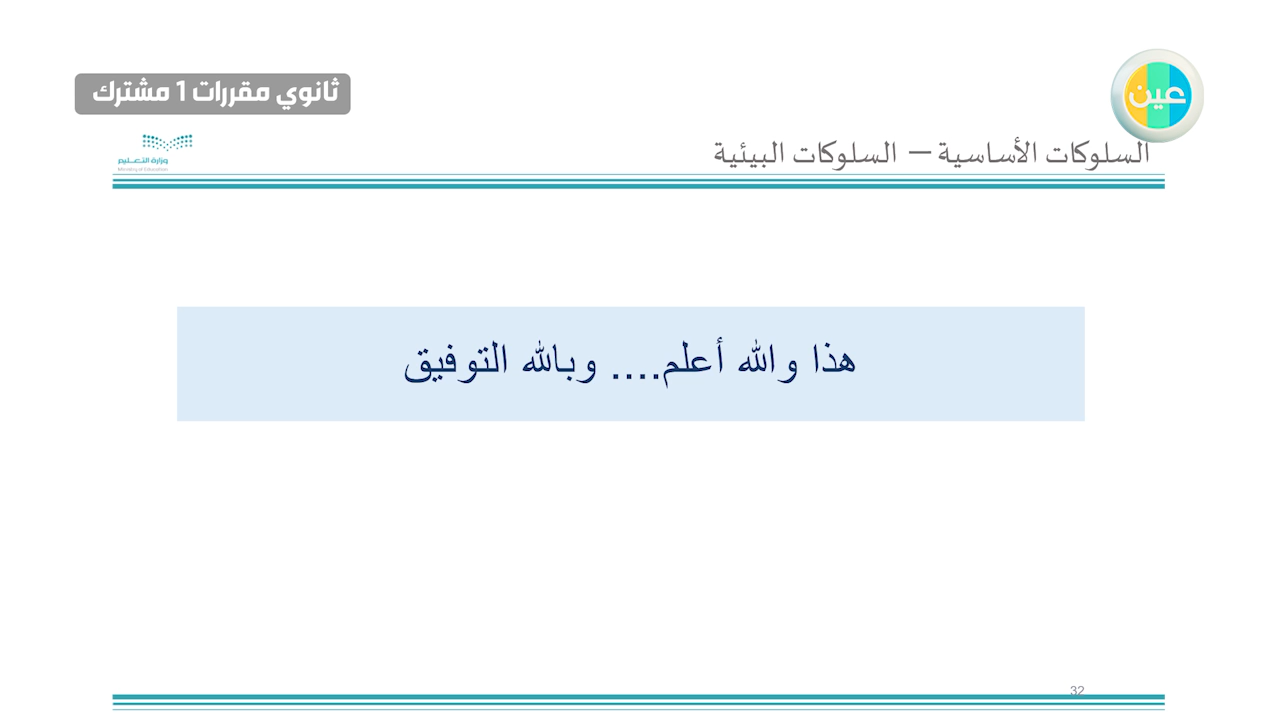 عين
ثانوي مقررات 1 مشترك
وزارة التعليم
Ministry of Education
السلوكات الأساسية – السلوكات البيئية
هذا والله أعلم.... وبالله التوفيق
32